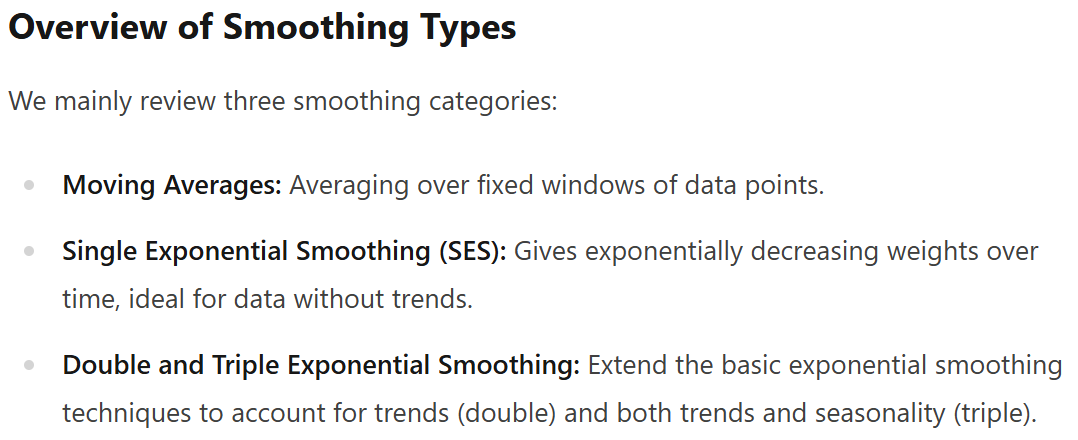 Overview of Smoothing Types
We mainly review three smoothing categories:
Moving Averages: Averaging over fixed windows of data points.
Single Exponential Smoothing (SES): Gives exponentially decreasing weights over
time, ideal for data without trends.
Double and Triple Exponential Smoothing: Extend the basic exponential smoothing
techniques to account for trends (double) and both trends and seasonality (triple).